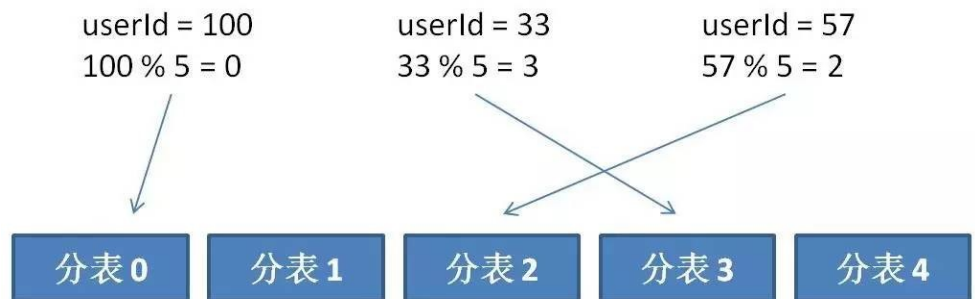 userId = 100
100 % 5 = 0
userId = 33
33 % 5 = 3
userId = 57
57 % 5 = 2
分表 0
分表 1
分表 2
分表 3
分表 4